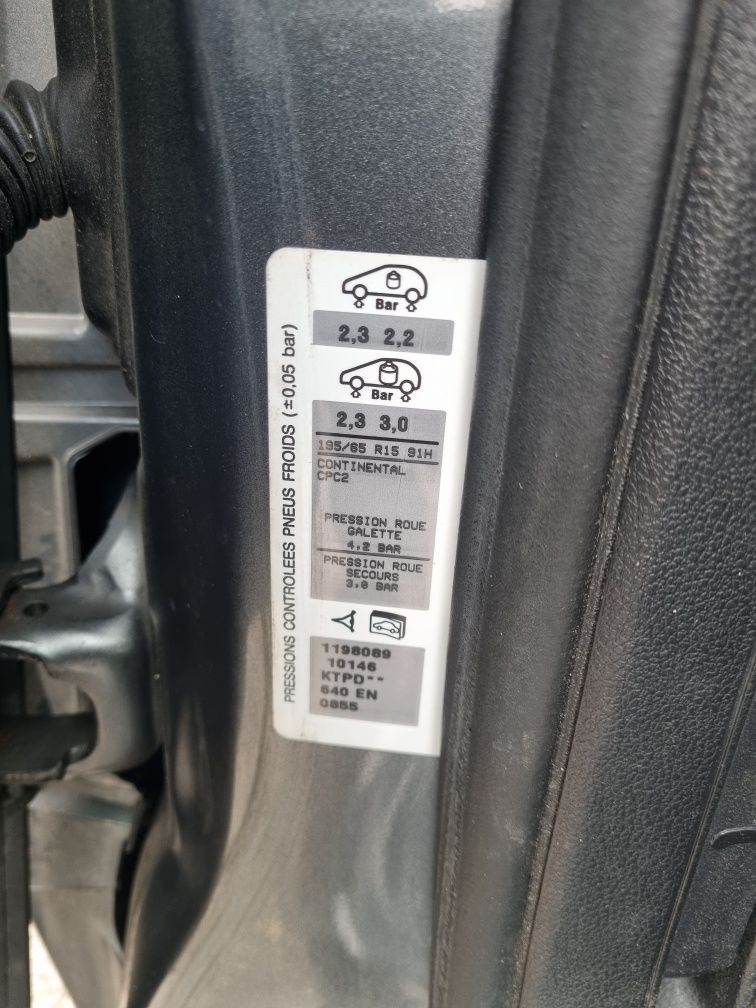 PRESSIONS CONTROLEES PNEUS FROIDS (±0,05 bar)
Bar
2,3 2,2
Bar
2,3 3,0
195/65 R15 91H
CONTINENTAL
CPC2
PRESSION ROUE
GALETTE
4.2 BAR
PRESSION ROUE
SECOURS
3.0 BAR
1198089
10146
KTPD**
640 EN
0855